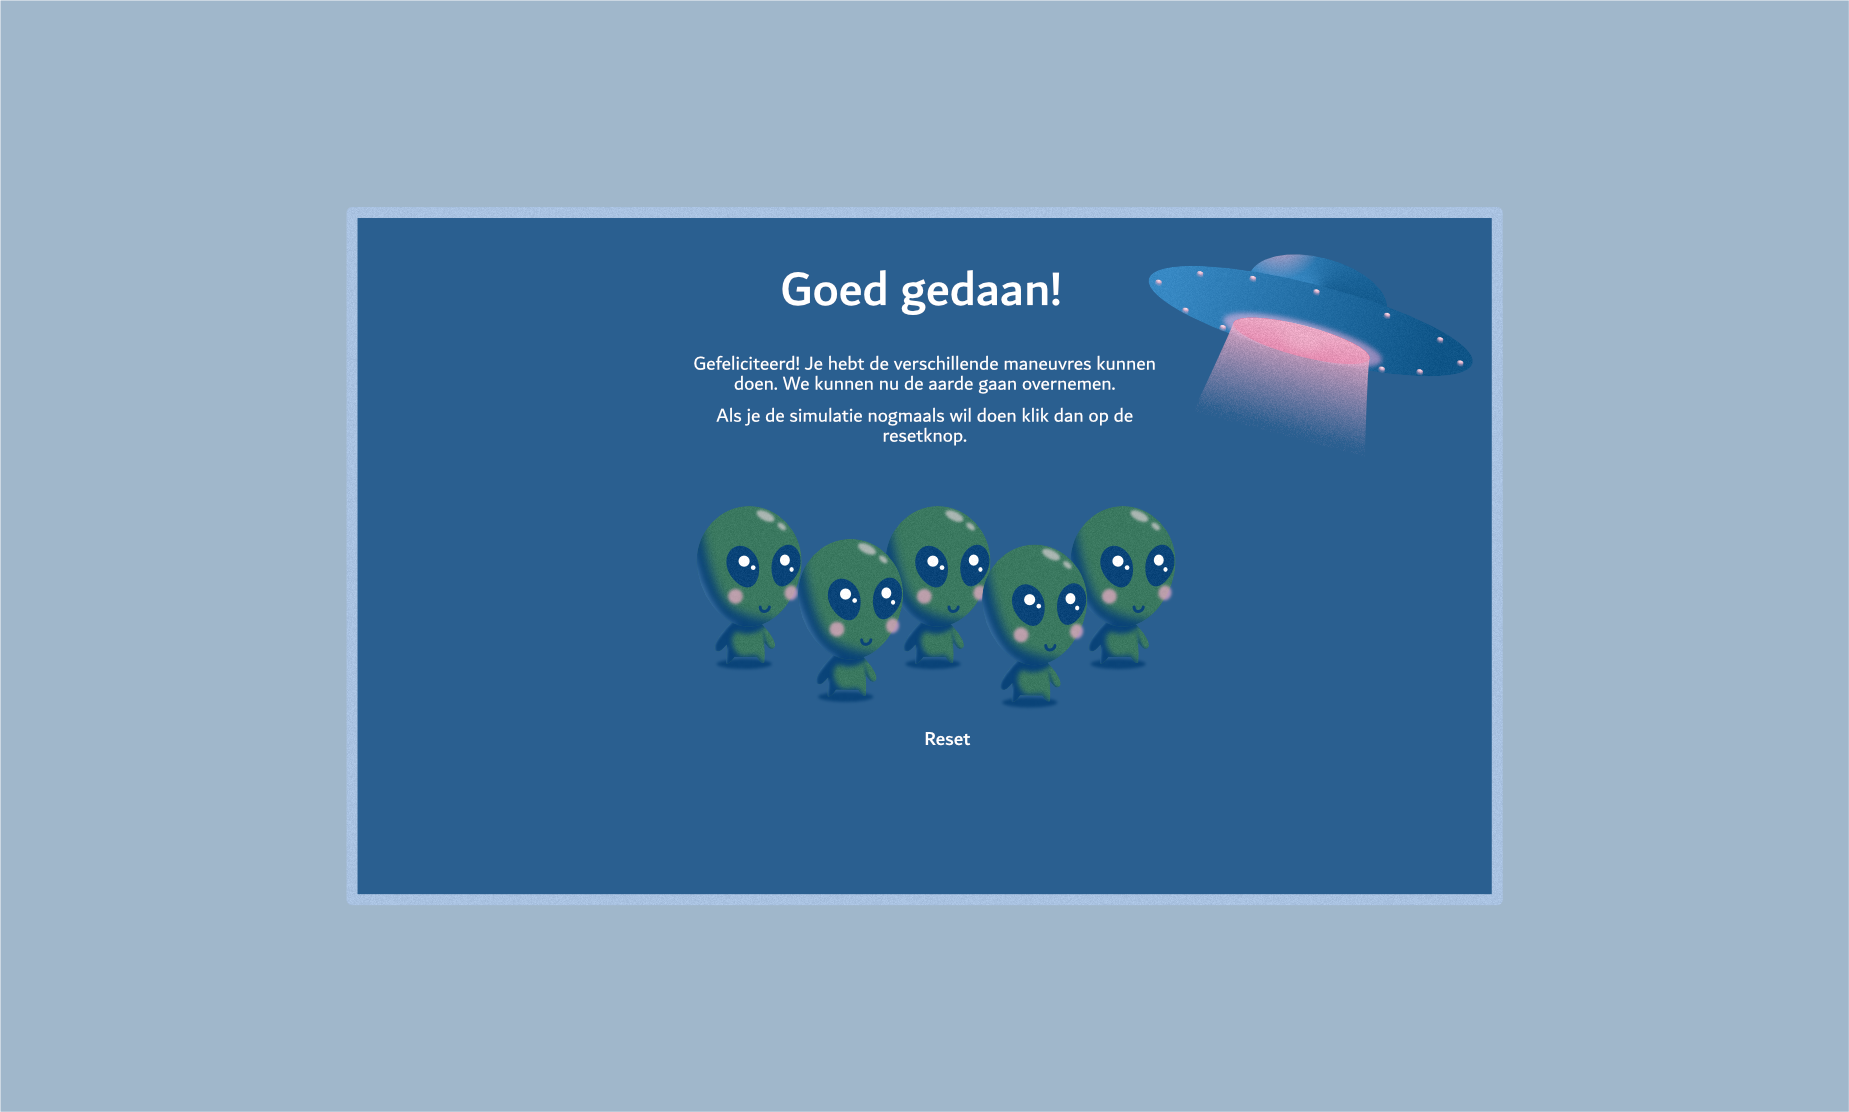 Goed gedaan!
Gefeliciteerd! Je hebt de verschillende maneuvres kunnen
doen. We kunnen nu de aarde gaan overnemen.
Als je de simulatie nogmaals wil doen klik dan op de
resetknop.
Reset